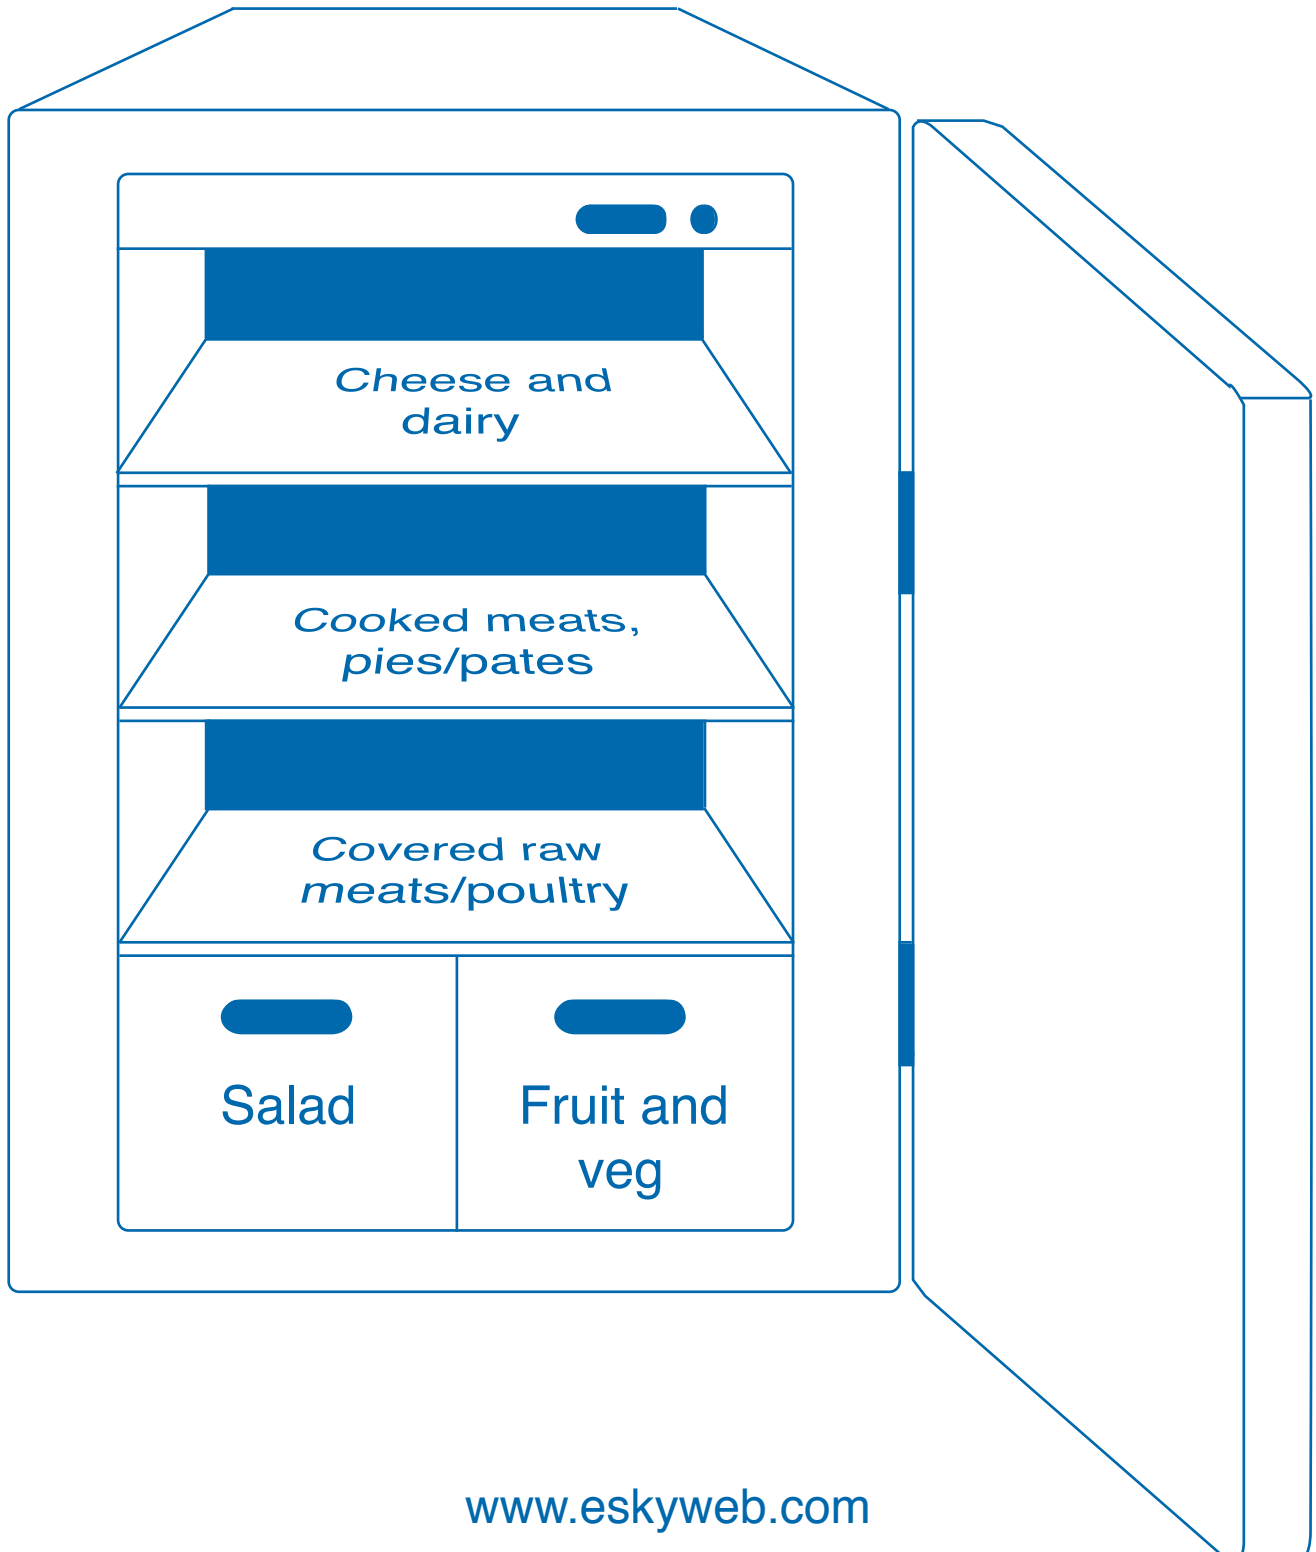 Cheese and
dairy
Cooked meats,
pies/pates
Covered raw
meats/poultry
Salad
Fruit and
veg
www.eskyweb.com